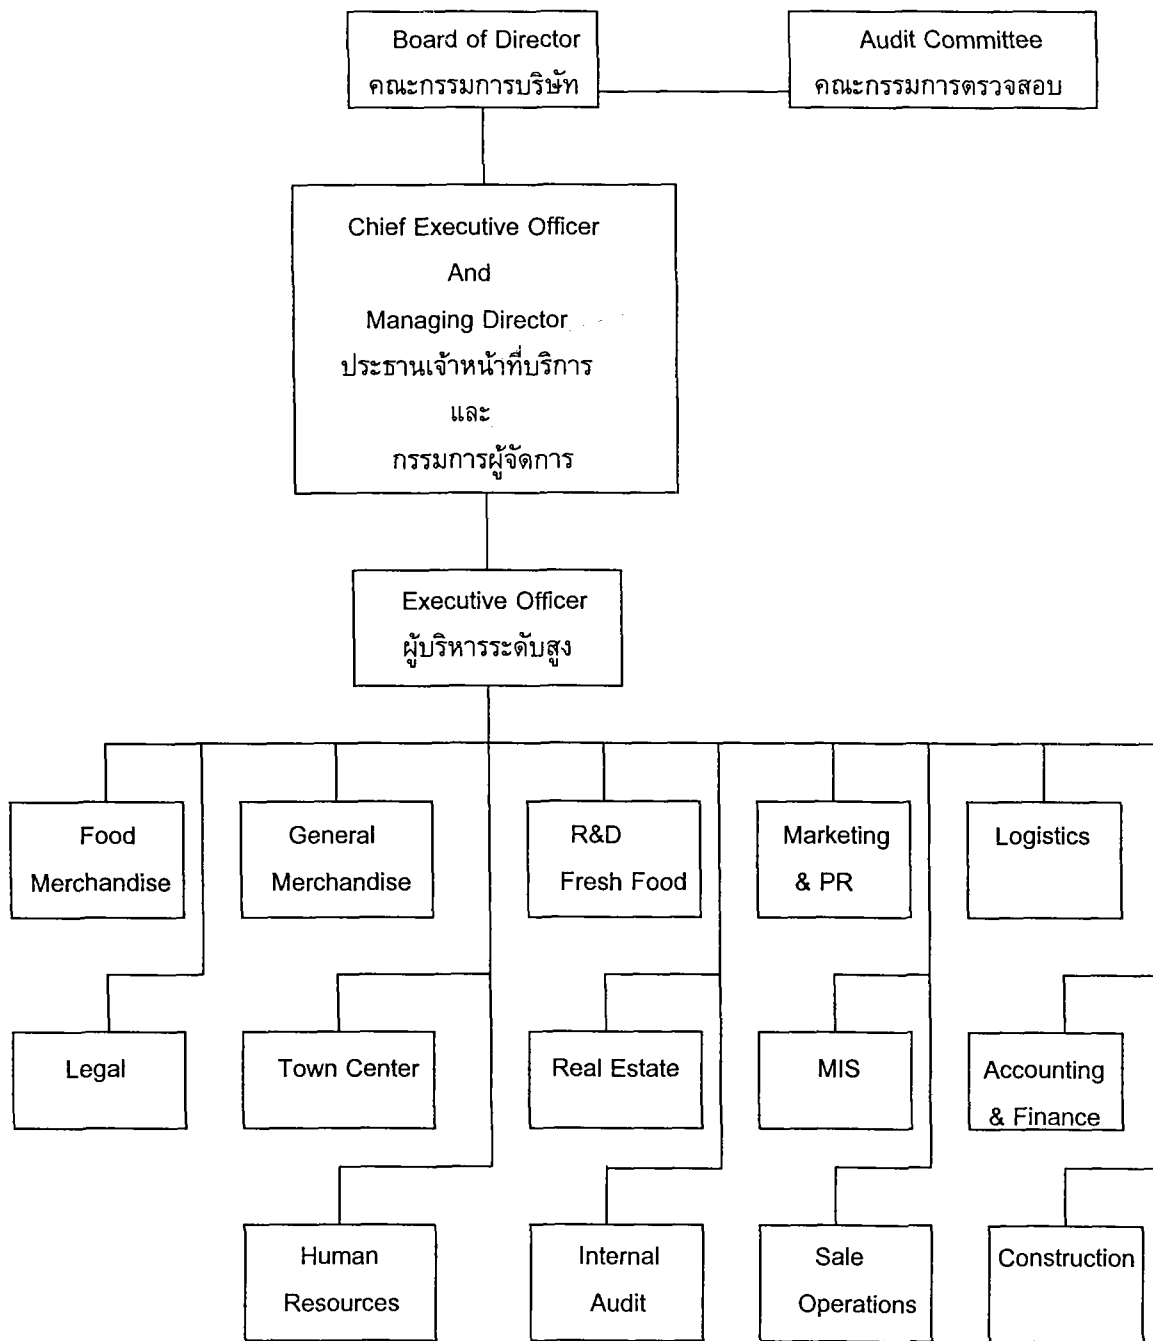 Board of Director
คณะกรรมการบริษัท
Audit Committee
คณะกรรมการตรวจสอบ
Chief Executive Officer
And
Managing Director
ประธานเจ้าหน้าที่บริการ
และ
กรรมการผู้จัดการ
Executive Officer
ผู้บริหารระดับสูง
Food
Merchandise
General
Merchandise
R&D
Fresh Food
Marketing
& PR
Logistics
Legal
Town Center
Real Estate
MIS
Accounting
& Finance
Human
Resources
Internal
Audit
Sale
Operations
Construction